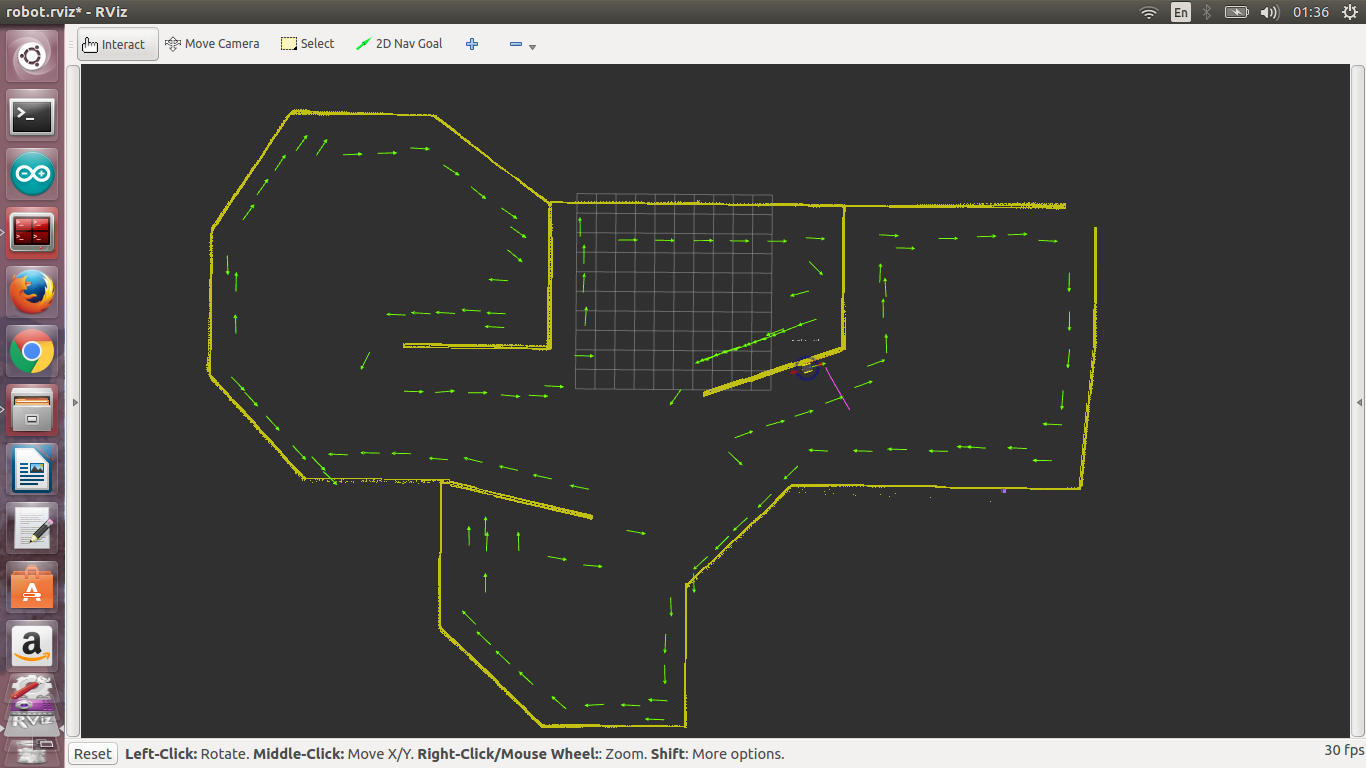 robot.rviz* - RViz
En
01:36
Interact
Move Camera
Select
2D Nav Goal
RViz
Reset
Left-Click: Rotate. Middle-Click: Move X/Y. Right-Click/Mouse Wheel:: Zoom. Shift: More options.
30 fps